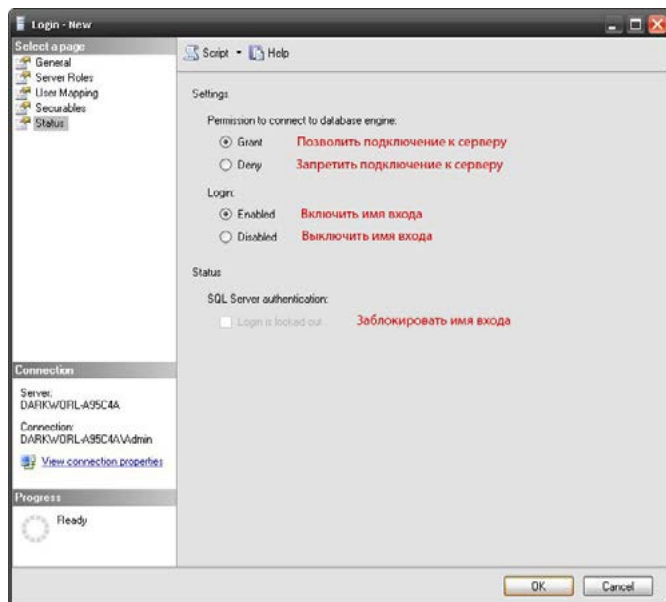 Login - New
Select a page
General
Server Roles
User Mapping
Securables
Status
Script
Help
Settings
Permission to connect to database engine:
Grant Позволить подключение к серверу
Deny Запретить подключение к серверу
Login:
Enabled Включить имя входа
Disabled Выключить имя входа
Status
SQL Server authentication:
Login is locked out Заблокировать имя входа
Connection
Server:
DARKWORL-A95C4A
Connection:
DARKWORL-A95C4A\Admin
View connection properties
Progress
Ready
OK
Cancel